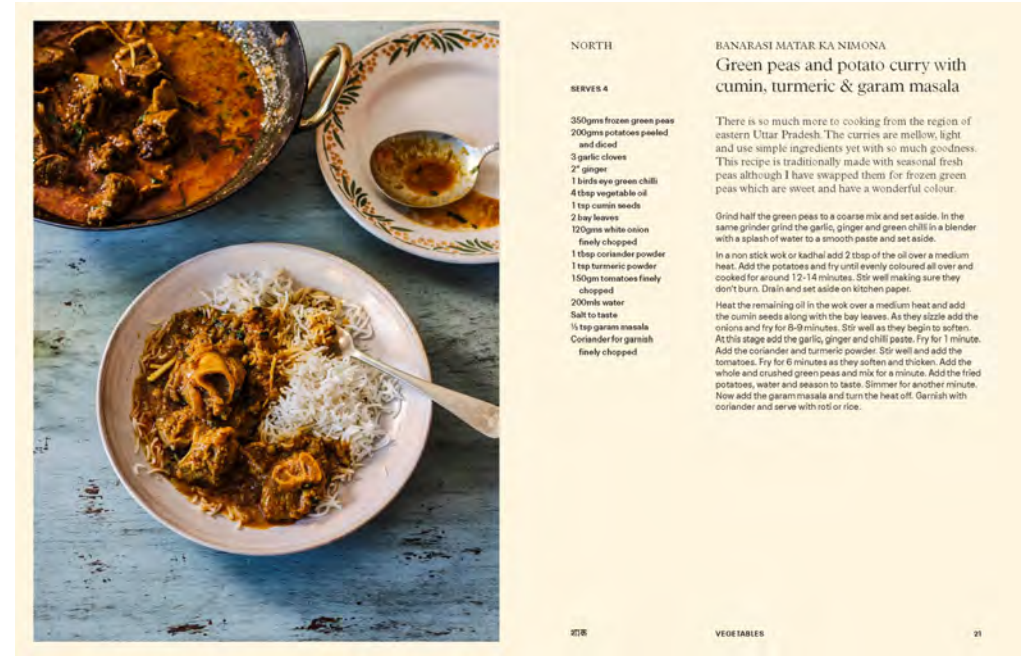 NORTH
SERVES 4
350gms frozen green peas
200gms potatoes peeled
and diced
3 garlic cloves
2" ginger
1 birds eye green chilli
4 tbsp vegetable oil
1 tsp cumin seeds
2 bay leaves
120gms white onion
finely chopped
1 tbsp coriander powder
1 tsp turmeric powder
150gm tomatoes finely
chopped
200mls water
Salt to taste
½ tsp garam masala
Coriander for garnish
finely chopped
BANARASI MATAR KA NIMONA
Green peas and potato curry with
cumin, turmeric & garam masala
There is so much more to cooking from the region of
eastern Uttar Pradesh. The curries are mellow, light
and use simple ingredients yet with so much goodness.
This recipe is traditionally made with seasonal fresh
peas although I have swapped them for frozen green
peas which are sweet and have a wonderful colour.
Grind half the green peas to a coarse mix and set aside. In the
same grinder grind the garlic, ginger and green chilli in a blender
with a splash of water to a smooth paste and set aside.
In a non stick wok or kadhai add 2 tbsp of the oil over a medium
heat. Add the potatoes and fry until evenly coloured all over and
cooked for around 12-14 minutes. Stir well making sure they
don't burn. Drain and set aside on kitchen paper.
Heat the remaining oil in the wok over a medium heat and add
the cumin seeds along with the bay leaves. As they sizzle add the
onions and fry for 8-9 minutes. Stir well as they begin to soften.
At this stage add the garlic, ginger and chilli paste. Fry for 1 minute.
Add the coriander and turmeric powder. Stir well and add the
tomatoes. Fry for 6 minutes as they soften and thicken. Add the
whole and crushed green peas and mix for a minute. Add the fried
potatoes, water and season to taste. Simmer for another minute.
Now add the garam masala and turn the heat off. Garnish with
coriander and serve with roti or rice.
शाक
VEGETABLES
21